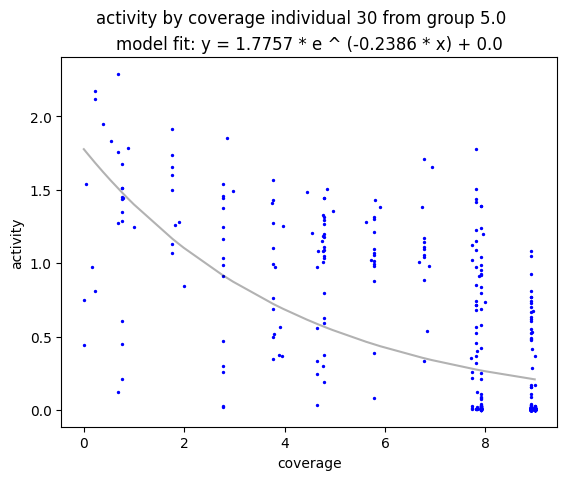 activity by coverage individual 30 from group 5.0
model fit: y = 1.7757 * e ^ (-0.2386 * x) + 0.0
2.0
1.5
activity
1.0
0.5
0.0
0 2 4 6 8
coverage